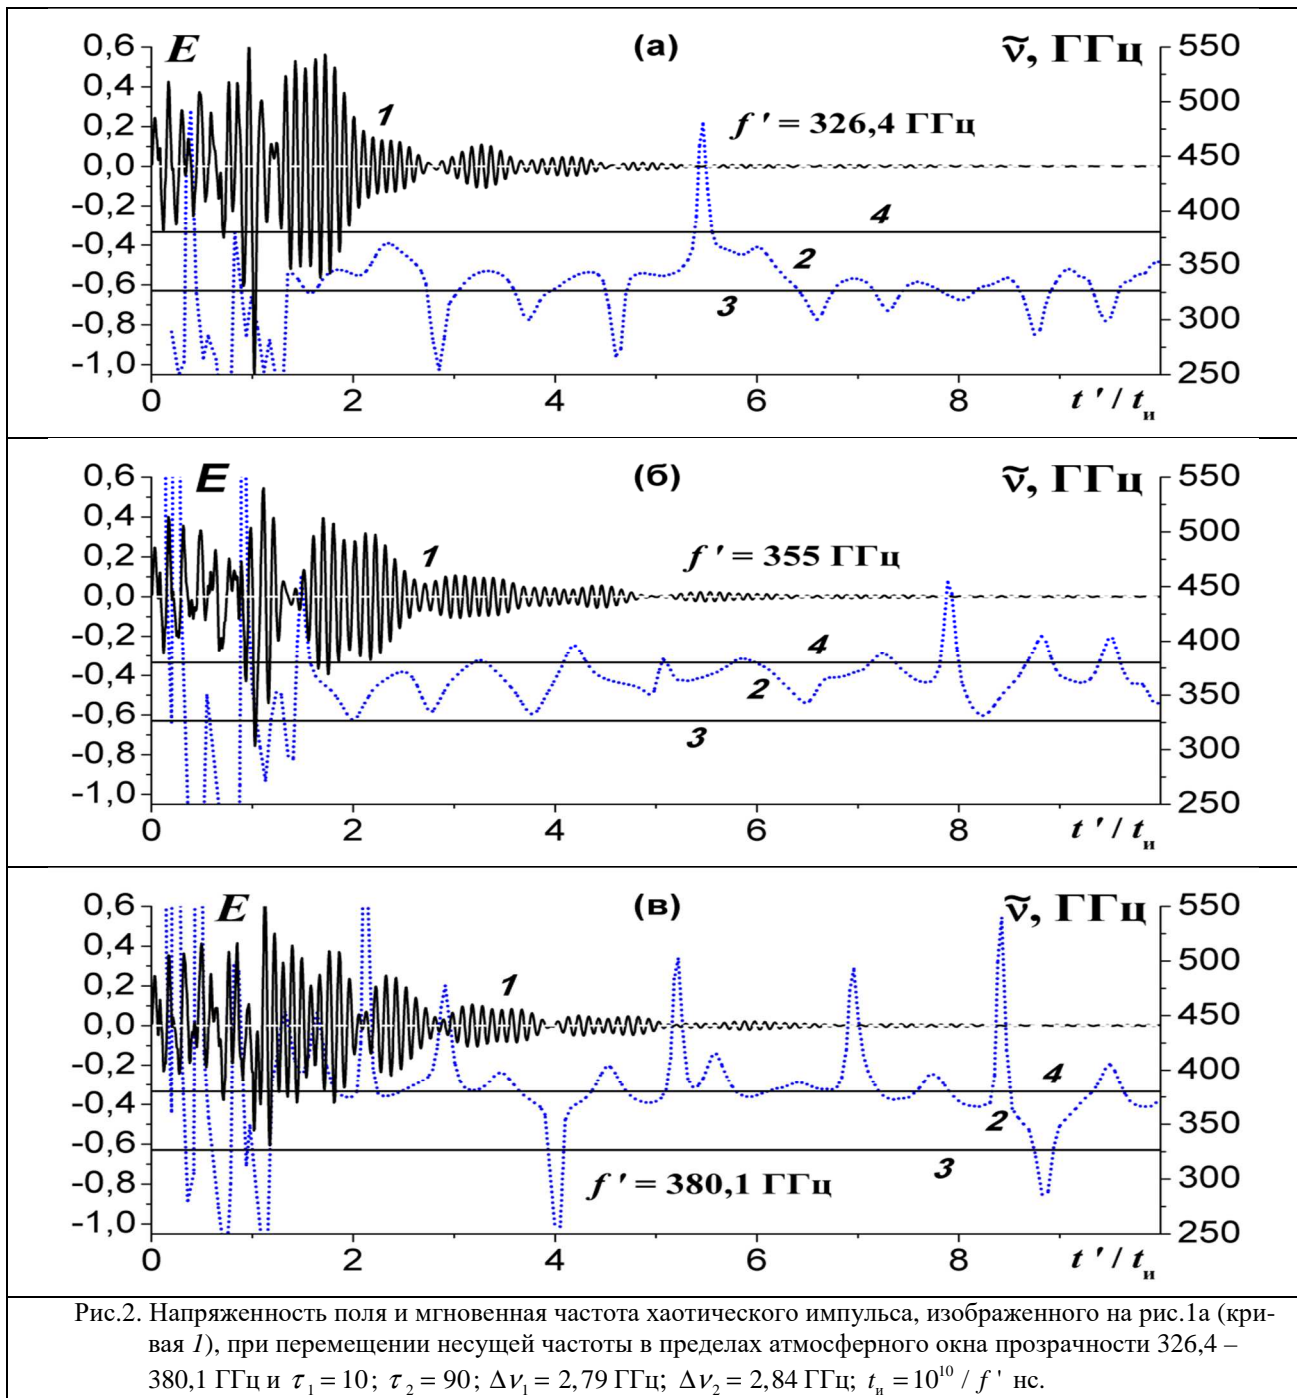 E (а) ν̃, ГГц
0,6 550
0,4 1 500
f ' = 326,4 ГГц
0,2
0,0 450
-0,2 400
4
-0,4 2 350
-0,6
3 300
-0,8
-1,0 250
0 2 4 6 8 t ' / tи
E (б) ν̃, ГГц
0,6 550
0,4 500
1 f ' = 355 ГГц
0,2
0,0 450
-0,2 400
4
-0,4 2 350
-0,6
3 300
-0,8
-1,0 250
0 2 4 6 8 t ' / tи
E (в) ν̃, ГГц
0,6 550
0,4 500
1
0,2
0,0 450
-0,2 400
4
-0,4 2 350
-0,6
3
f ' = 380,1 ГГц 300
-0,8
-1,0 250
0 2 4 6 8 t ' / tи
Рис.2. Напряженность поля и мгновенная частота хаотического импульса, изображенного на рис.1а (кри-
вая 1), при перемещении несущей частоты в пределах атмосферного окна прозрачности 326,4 –
380,1 ГГц и τ₁ = 10; τ₂ = 90; Δν₁ = 2,79 ГГц; Δν₂ = 2,84 ГГц; tи = 10¹⁰ / f ' нс.